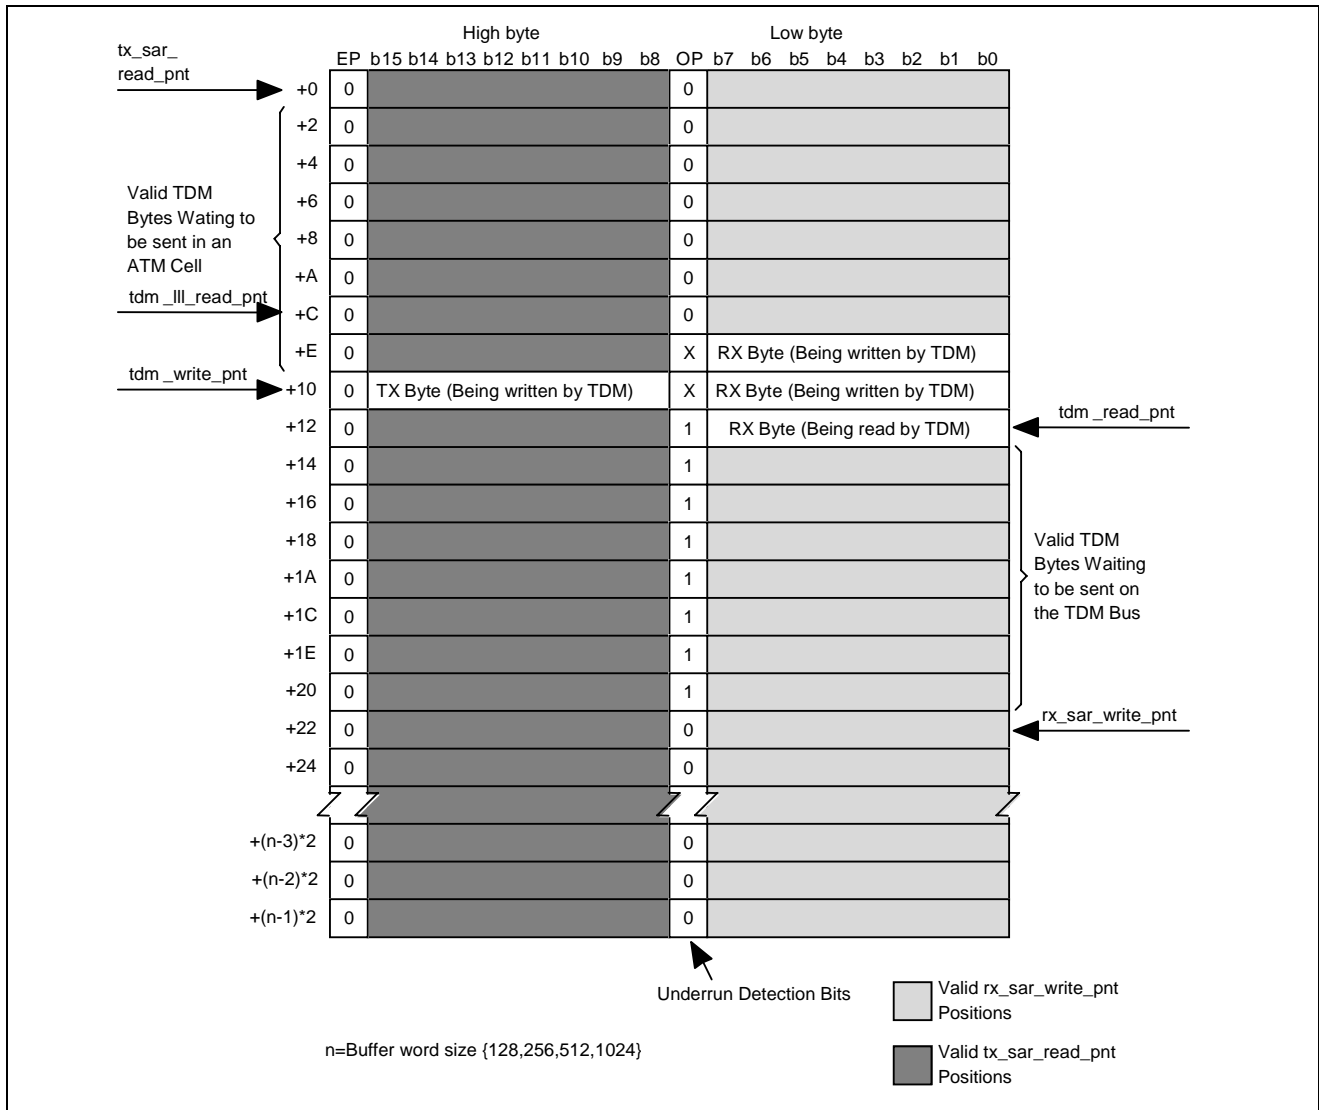 High byte Low byte
tx_sar_
read_pnt
EP b15 b14 b13 b12 b11 b10 b9 b8 OP b7 b6 b5 b4 b3 b2 b1 b0
+0 0 0
+2 0 0
+4 0 0
Valid TDM
Bytes Wating to
be sent in an
ATM Cell
+6 0 0
+8 0 0
+A 0 0
tdm _lll_read_pnt
+C 0 0
+E 0 X RX Byte (Being written by TDM)
tdm _write_pnt
+10 0 TX Byte (Being written by TDM) X RX Byte (Being written by TDM)
tdm _read_pnt
+12 0 1 RX Byte (Being read by TDM)
+14 0 1
+16 0 1
+18 0 1
Valid TDM
Bytes Waiting
to be sent on
the TDM Bus
+1A 0 1
+1C 0 1
+1E 0 1
+20 0 1
rx_sar_write_pnt
+22 0 0
+24 0 0
+(n-3)*2 0 0
+(n-2)*2 0 0
+(n-1)*2 0 0
Underrun Detection Bits
Valid rx_sar_write_pnt
Positions
n=Buffer word size {128,256,512,1024}
Valid tx_sar_read_pnt
Positions